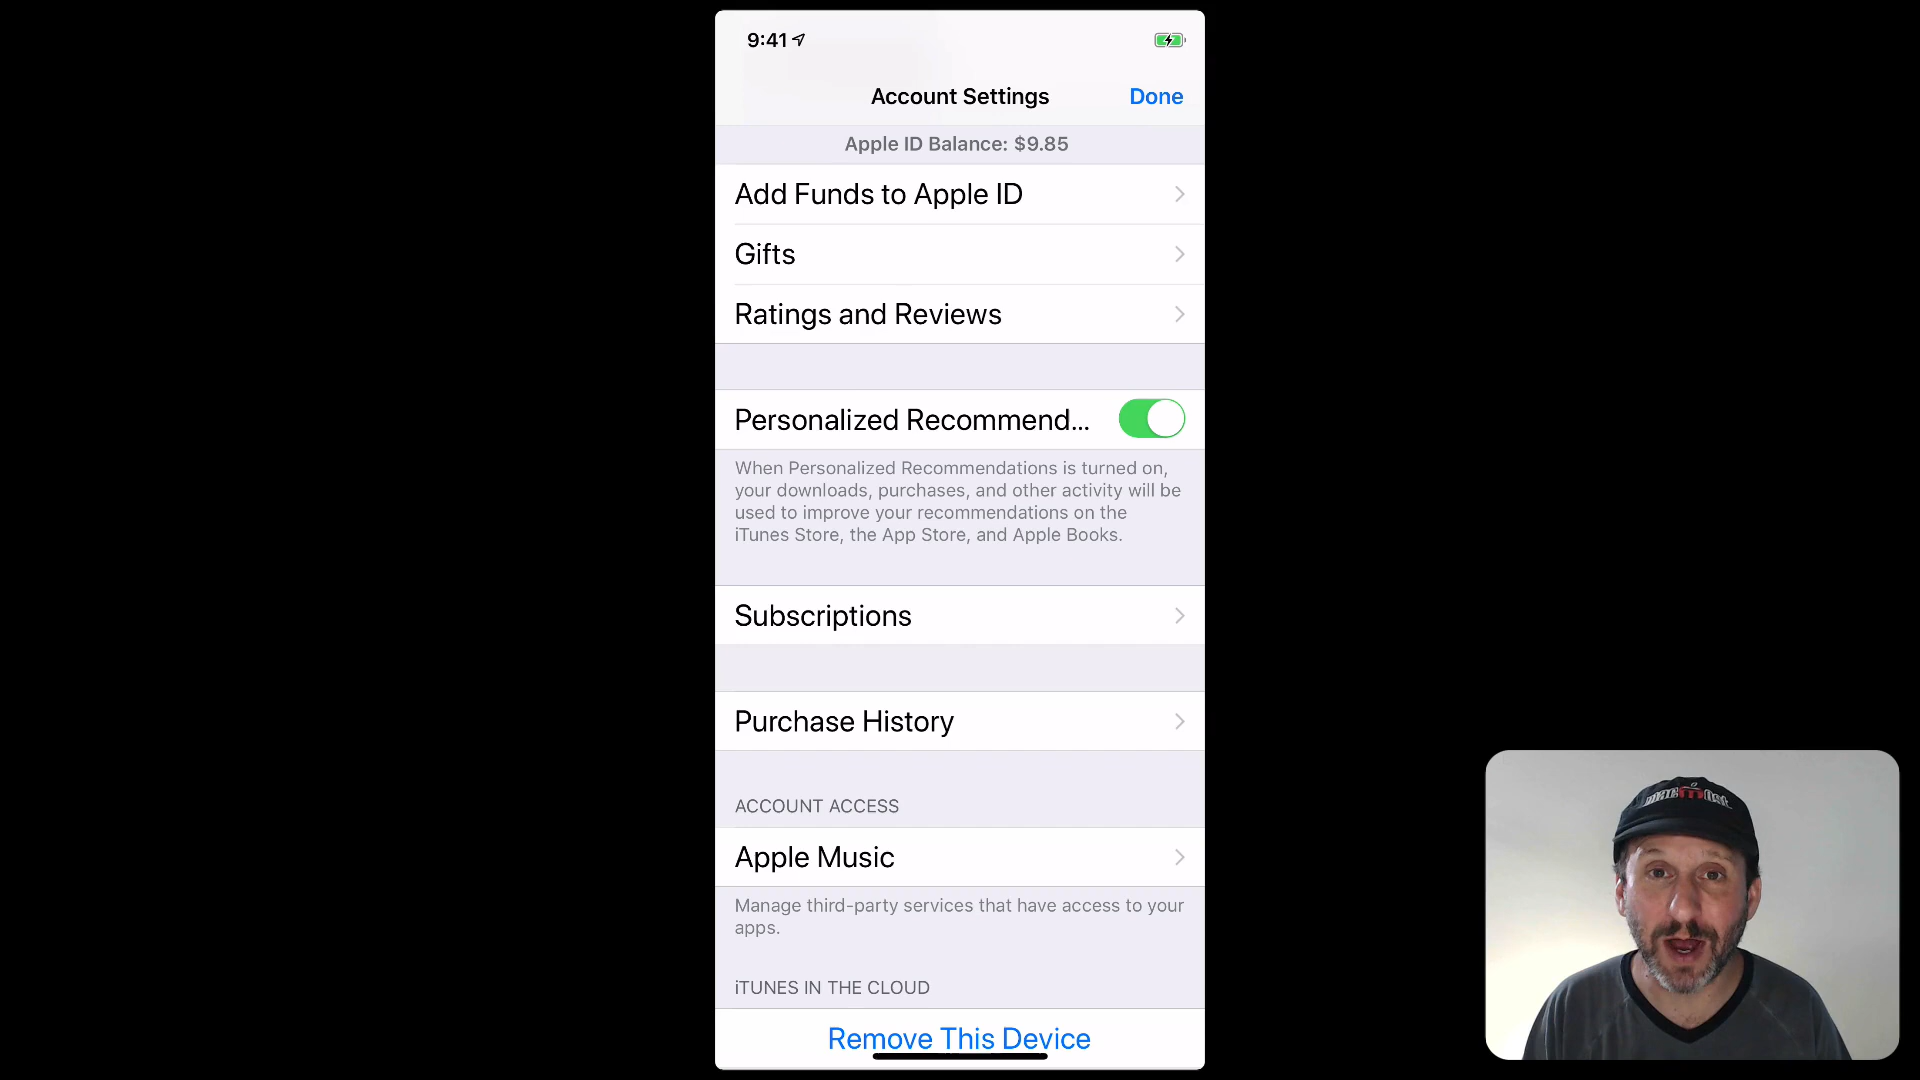 9:41
Account Settings
Done
Apple ID Balance: $9.85
Add Funds to Apple ID
Gifts
Ratings and Reviews
Personalized Recommend...
When Personalized Recommendations is turned on,
your downloads, purchases, and other activity will be
used to improve your recommendations on the
iTunes Store, the App Store, and Apple Books.
Subscriptions
Purchase History
ACCOUNT ACCESS
Apple Music
Manage third-party services that have access to your
apps.
iTUNES IN THE CLOUD
Remove This Device
macmost